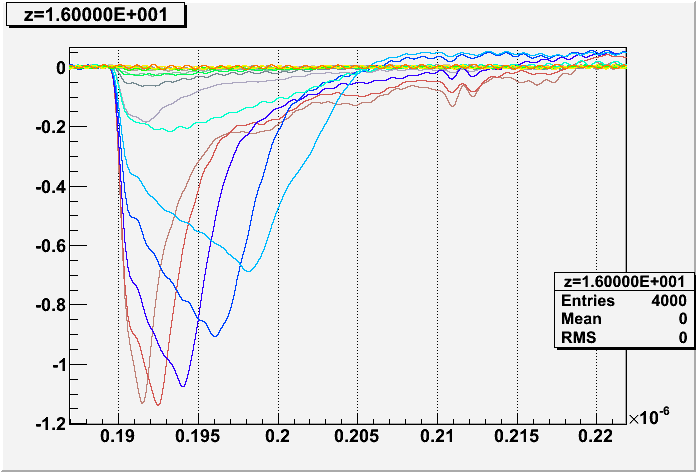 z=1.60000E+001
0
-0.2
-0.4
-0.6
-0.8
-1
-1.2
z=1.60000E+001
Entries 4000
Mean 0
RMS 0
×10-6
0.19 0.195 0.2 0.205 0.21 0.215 0.22